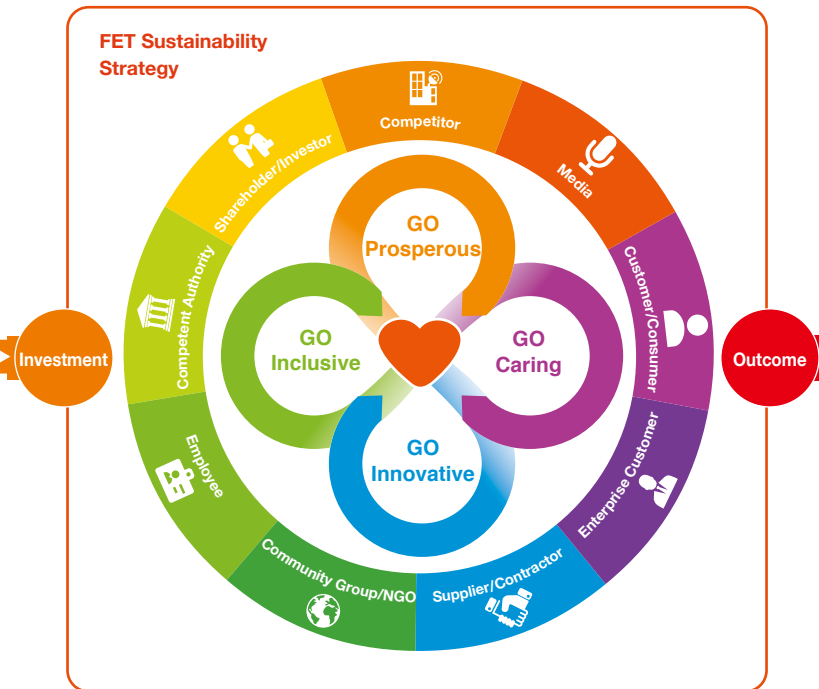 FET Sustainability
Strategy
Competitor
Media
Customer/Consumer
Enterprise Customer
Supplier/Contractor
Community Group/NGO
Employee
Competent Authority
Shareholder/Investor
GO
Prosperous
GO
Inclusive
GO
Caring
GO
Innovative
Investment
Outcome